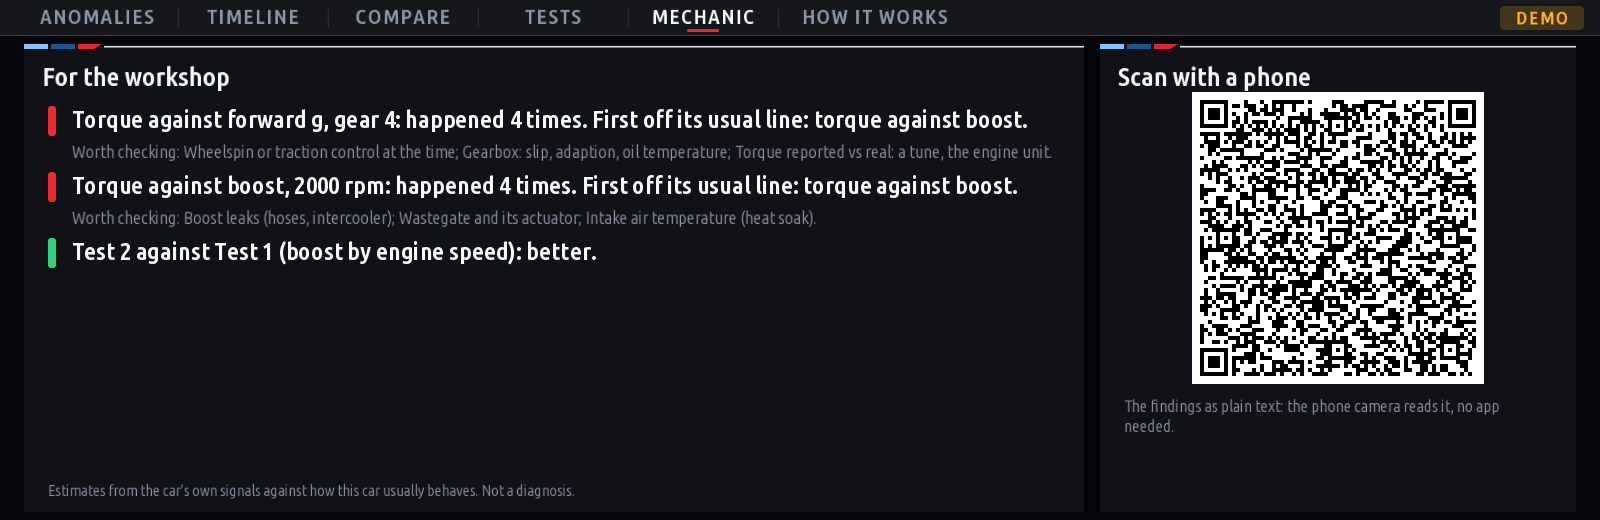 ANOMALIES
TIMELINE
COMPARE
TESTS
MECHANIC
HOW IT WORKS
DEMO
For the workshop
Torque against forward g, gear 4: happened 4 times. First off its usual line: torque against boost.
Worth checking: Wheelspin or traction control at the time; Gearbox: slip, adaption, oil temperature; Torque reported vs real: a tune, the engine unit.
Torque against boost, 2000 rpm: happened 4 times. First off its usual line: torque against boost.
Worth checking: Boost leaks (hoses, intercooler); Wastegate and its actuator; Intake air temperature (heat soak).
Test 2 against Test 1 (boost by engine speed): better.
Estimates from the car's own signals against how this car usually behaves. Not a diagnosis.
Scan with a phone
The findings as plain text: the phone camera reads it, no app
needed.